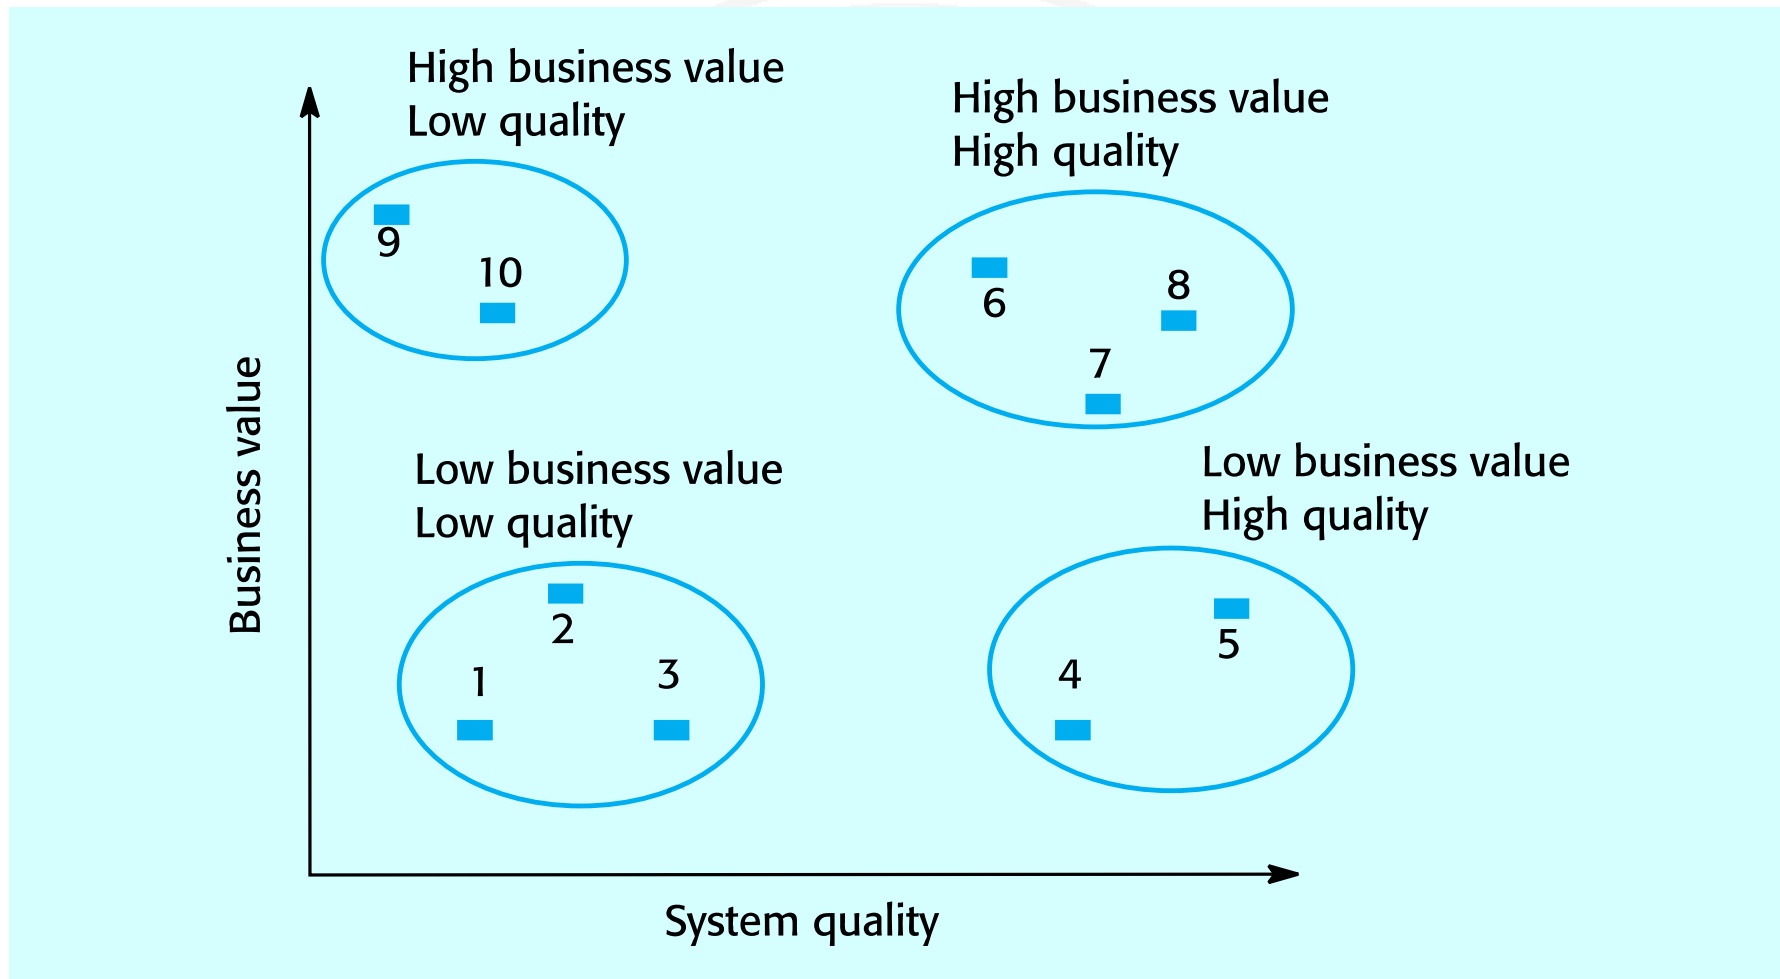 High business value
Low quality
High business value
High quality
9
10
6
8
7
Business value
Low business value
Low quality
Low business value
High quality
2
1
3
5
4
System quality